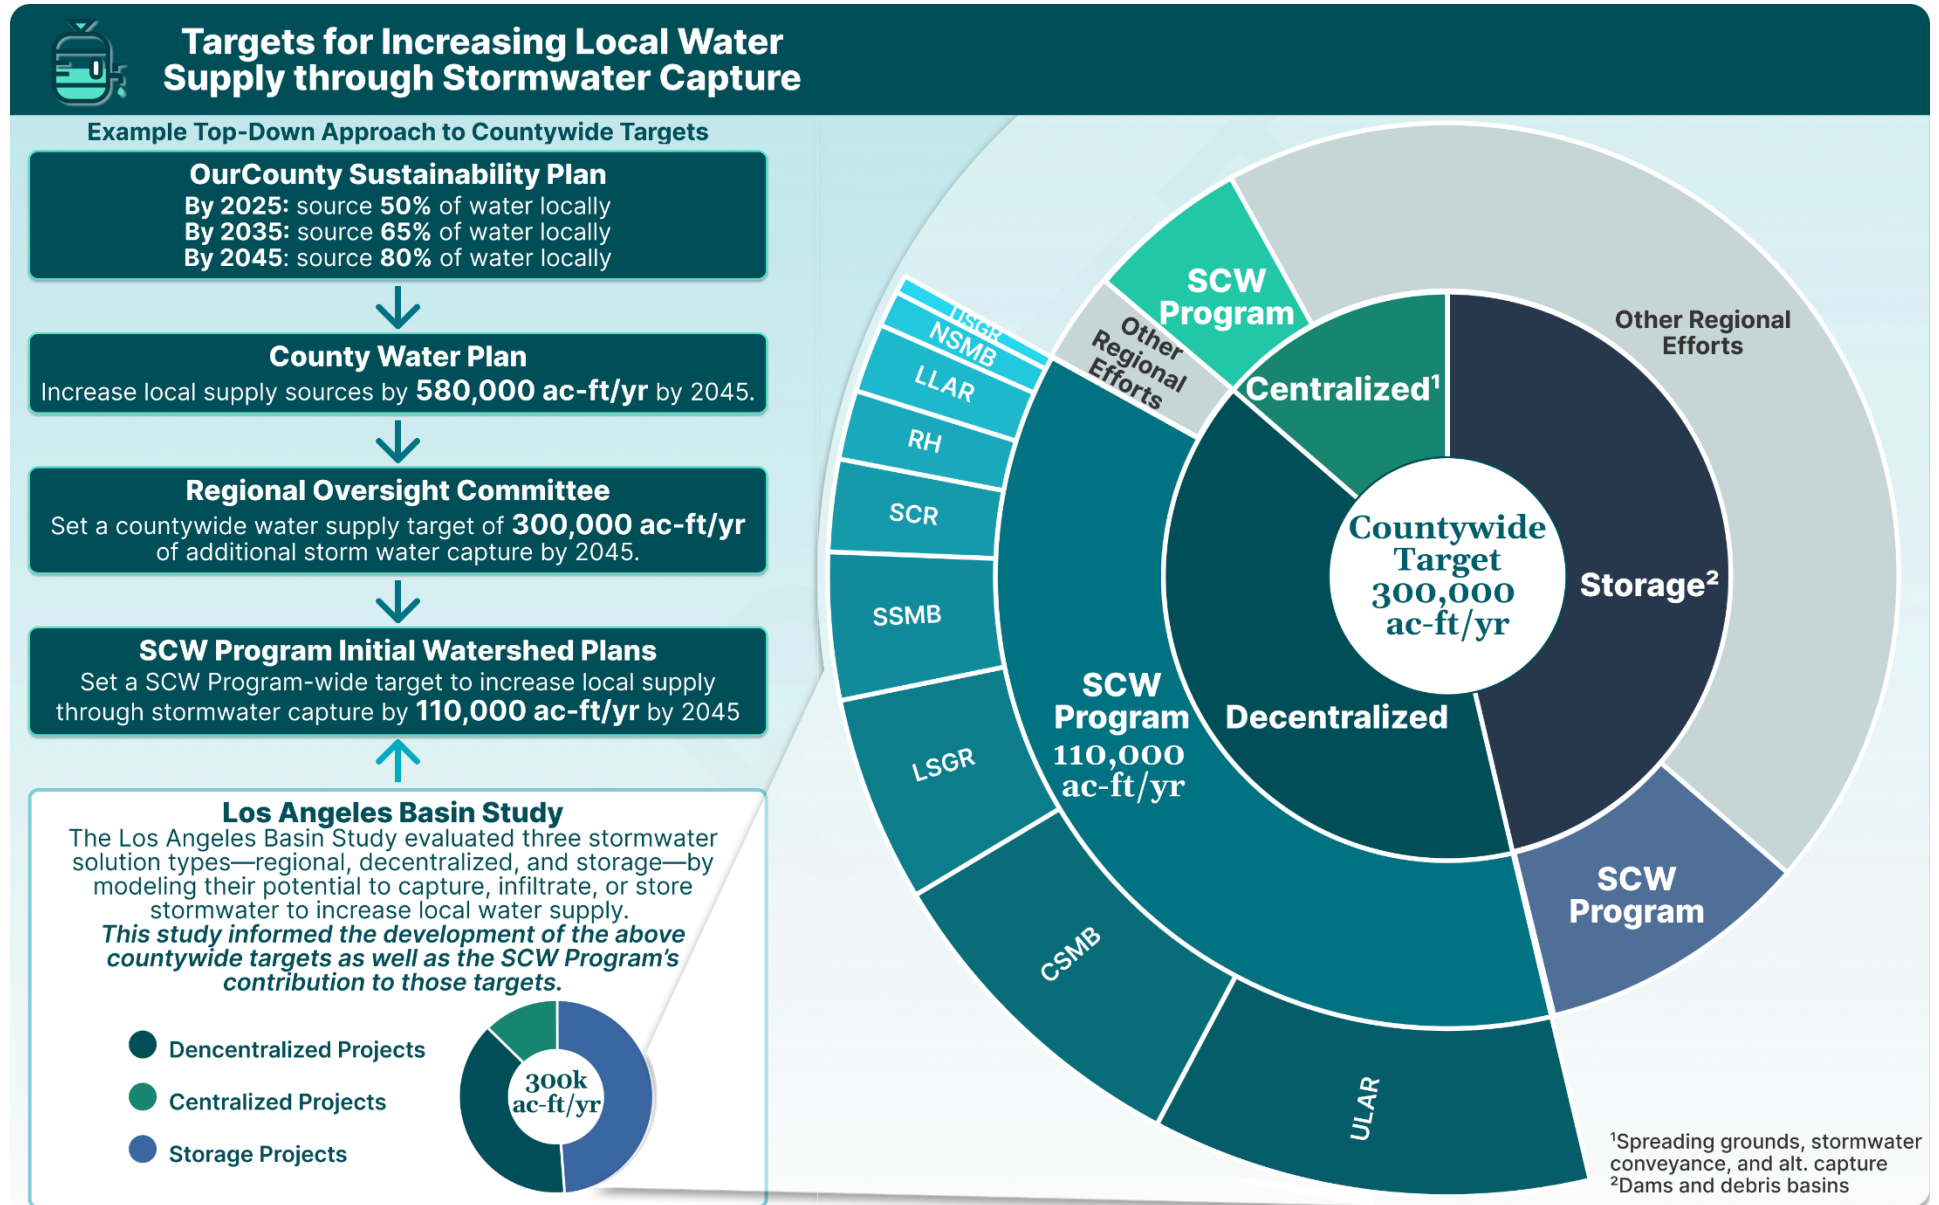 Targets for Increasing Local Water
Supply through Stormwater Capture
Example Top-Down Approach to Countywide Targets
OurCounty Sustainability Plan
By 2025: source 50% of water locally
By 2035: source 65% of water locally
By 2045: source 80% of water locally
County Water Plan
Increase local supply sources by 580,000 ac-ft/yr by 2045.
Regional Oversight Committee
Set a countywide water supply target of 300,000 ac-ft/yr
of additional storm water capture by 2045.
SCW Program Initial Watershed Plans
Set a SCW Program-wide target to increase local supply
through stormwater capture by 110,000 ac-ft/yr by 2045
Los Angeles Basin Study
The Los Angeles Basin Study evaluated three stormwater
solution types—regional, decentralized, and storage—by
modeling their potential to capture, infiltrate, or store
stormwater to increase local water supply.
This study informed the development of the above
countywide targets as well as the SCW Program's
contribution to those targets.
Dencentralized Projects
Centralized Projects
Storage Projects
300k
ac-ft/yr
USGR
NSMB
LLAR
RH
SCR
SSMB
LSGR
CSMB
ULAR
SCW
Program
110,000
ac-ft/yr
Other
Regional
Efforts
SCW
Program
Other Regional
Efforts
SCW
Program
Centralized¹
Decentralized
Storage²
Countywide
Target
300,000
ac-ft/yr
¹Spreading grounds, stormwater
conveyance, and alt. capture
²Dams and debris basins